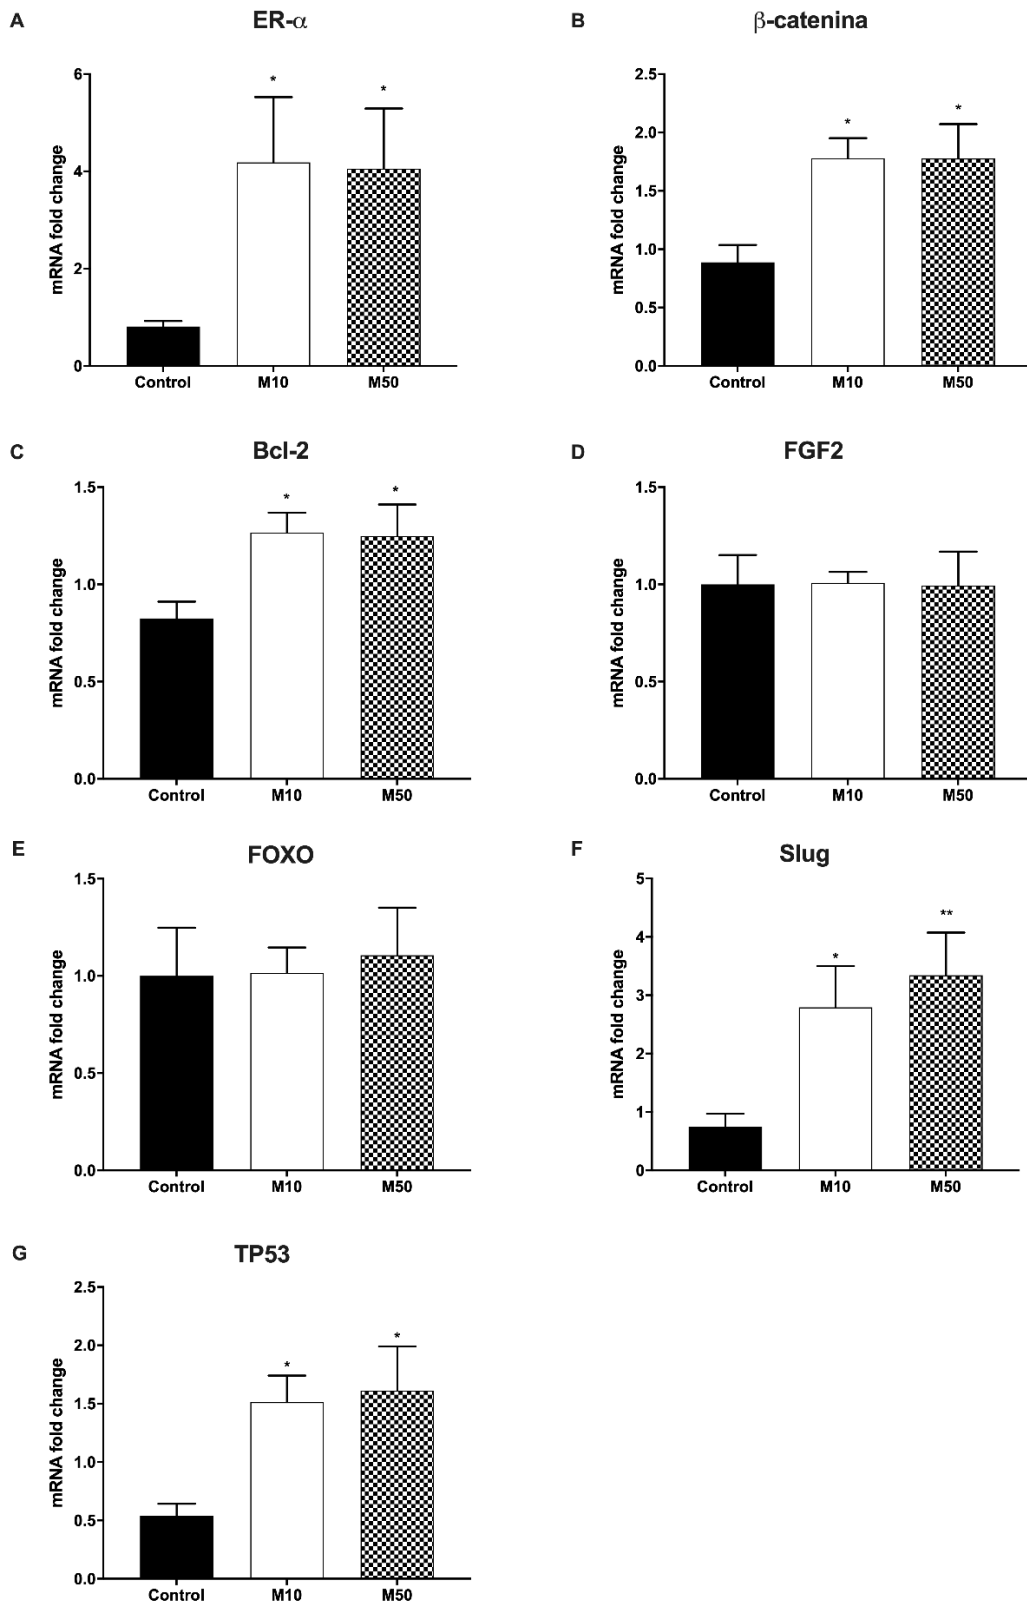 A
ER-α
mRNA fold change
6
4
2
0
*
*
Control
M10
M50
B
β-catenina
mRNA fold change
2.5
2.0
1.5
1.0
0.5
0.0
*
*
Control
M10
M50
C
Bcl-2
mRNA fold change
1.5
1.0
0.5
0.0
*
*
Control
M10
M50
D
FGF2
mRNA fold change
1.5
1.0
0.5
0.0
Control
M10
M50
E
FOXO
mRNA fold change
1.5
1.0
0.5
0.0
Control
M10
M50
F
Slug
mRNA fold change
5
4
3
2
1
0
*
**
Control
M10
M50
G
TP53
mRNA fold change
2.5
2.0
1.5
1.0
0.5
0.0
*
*
Control
M10
M50